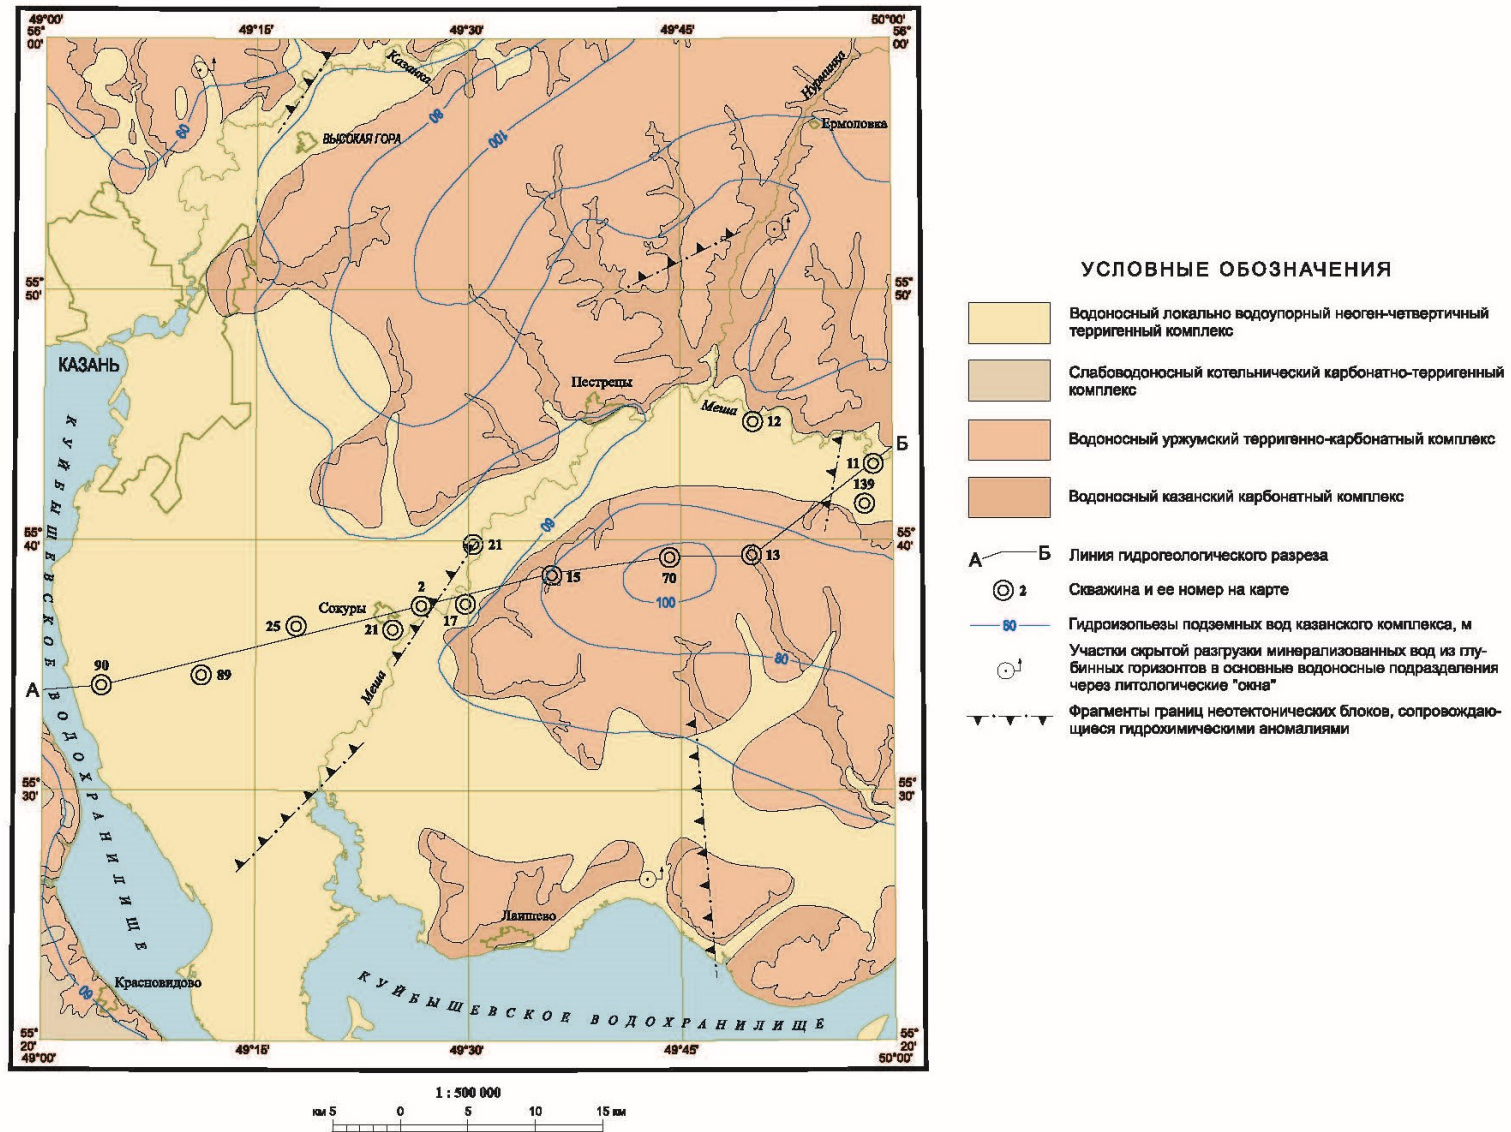 49°00'
49°15'
49°30'
49°45'
50°00'
56°
00'
56°
00'
Казанка
Нурминка
60
80
100
ВЫСОКАЯ ГОРА
Ермоловка
55°
50'
55°
50'
КАЗАНЬ
Пестрецы
Меша
12
Б
11
139
КУЙБЫШЕВСКОЕ ВОДОХРАНИЛИЩЕ
55°
40'
55°
40'
60
21
13
15
70
2
100
Сокуры
17
25
21
80
90
89
А
Меша
55°
30'
55°
30'
Лаишево
Красновидово
60
КУЙБЫШЕВСКОЕ ВОДОХРАНИЛИЩЕ
55°
20'
55°
20'
49°00'
49°15'
49°30'
49°45'
50°00'
1 : 500 000
км 5 0 5 10 15 км
УСЛОВНЫЕ ОБОЗНАЧЕНИЯ
Водоносный локально водоупорный неоген-четвертичный
терригенный комплекс
Слабоводоносный котельнический карбонатно-терригенный
комплекс
Водоносный уржумский терригенно-карбонатный комплекс
Водоносный казанский карбонатный комплекс
А Б Линия гидрогеологического разреза
2 Скважина и ее номер на карте
60 Гидроизопьезы подземных вод казанского комплекса, м
Участки скрытой разгрузки минерализованных вод из глу-
бинных горизонтов в основные водоносные подразделения
через литологические "окна"
Фрагменты границ неотектонических блоков, сопровождаю-
щиеся гидрохимическими аномалиями